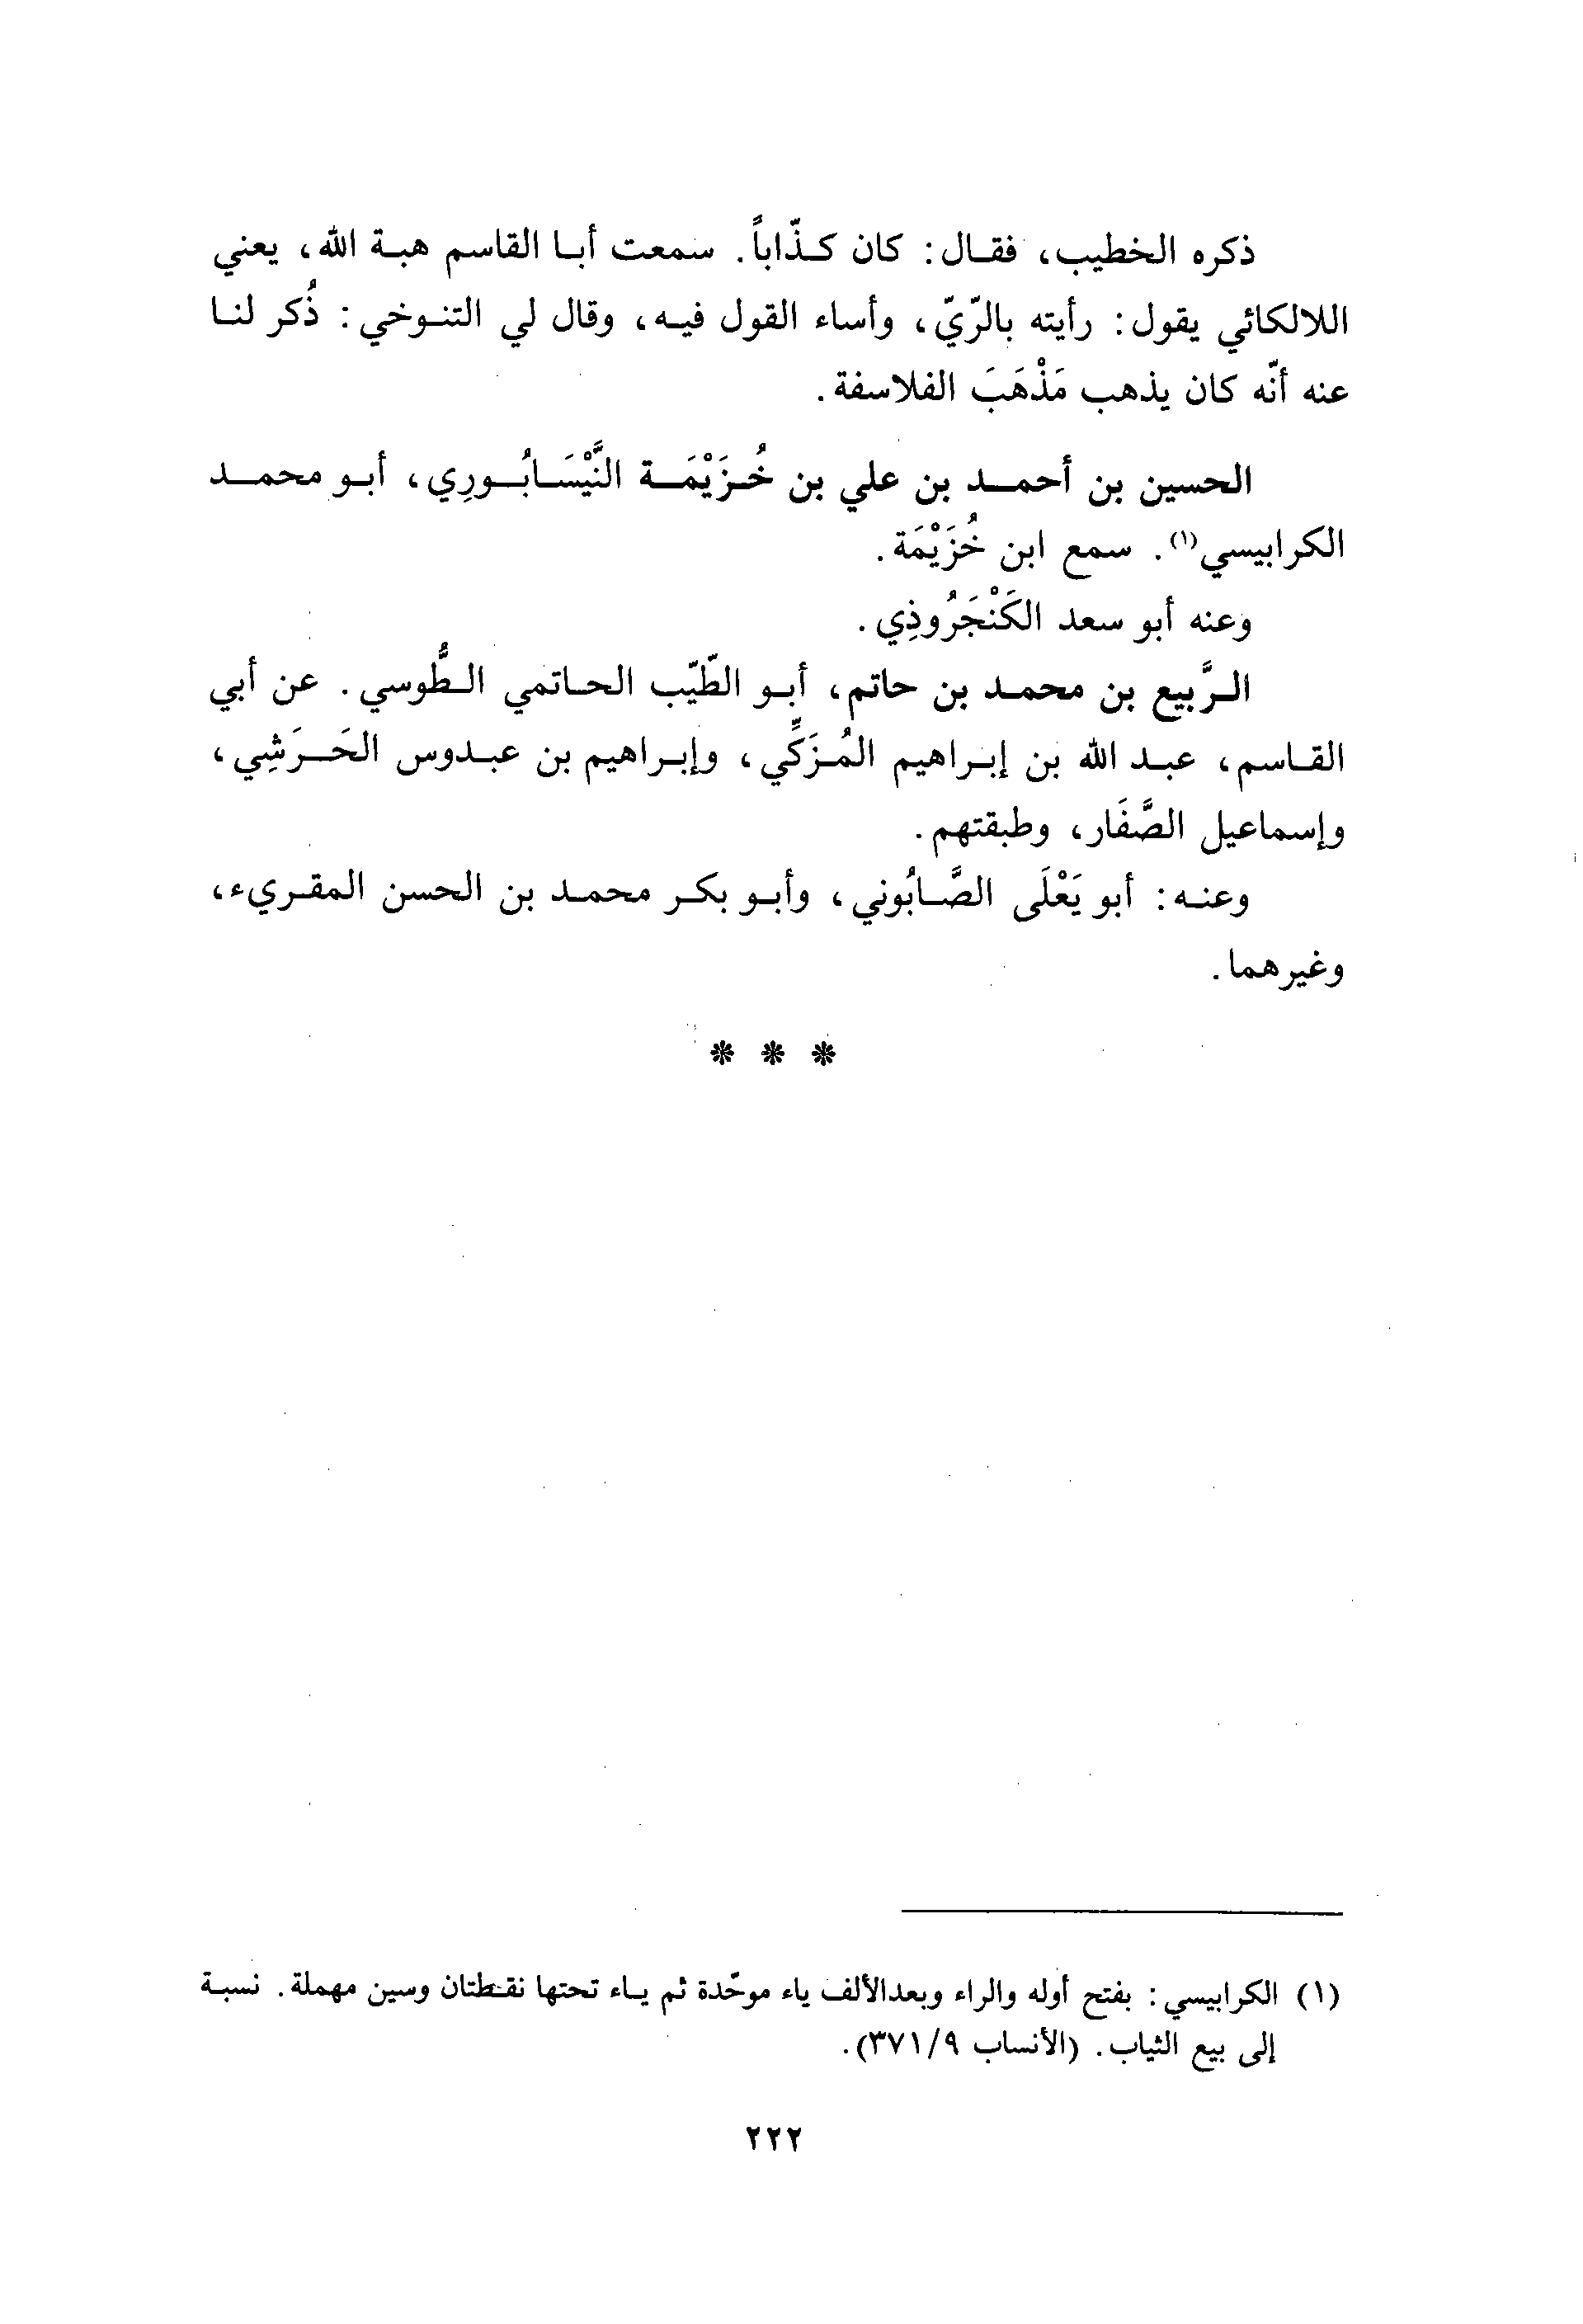 ذكره الخطيب، فقال: كان كذّاباً. سمعت أبا القاسم هبة الله، يعني
اللالكائي يقول: رأيته بالرّيّ، وأساء القول فيه، وقال لي التنوخي: ذُكر لنا
عنه أنّه كان يذهب مَذْهَبَ الفلاسفة.
الحسين بن أحمد بن علي بن خُزَيْمَة النَّيْسَابُورِي، أبو محمد
الكرابيسي(١). سمع ابن خُزَيْمَة.
وعنه أبو سعد الكَنْجَرُوذِي.
الرَّبيع بن محمد بن حاتم، أبو الطّيّب الحاتمي الطُّوسي. عن أبي
القاسم، عبد الله بن إبراهيم المُزَكِّي، وإبراهيم بن عبدوس الحَرَشِي،
وإسماعيل الصَّفَار، وطبقتهم.
وعنه: أبو يَعْلَى الصَّابُوني، وأبو بكر محمد بن الحسن المقريء،
وغيرهما.
* * *
(١) الكرابيسي: بفتح أوله والراء وبعدالألف ياء موحّدة ثم ياء تحتها نقطتان وسين مهملة. نسبة
إلى بيع الثياب. (الأنساب ٣٧١/٩).
٢٢٢